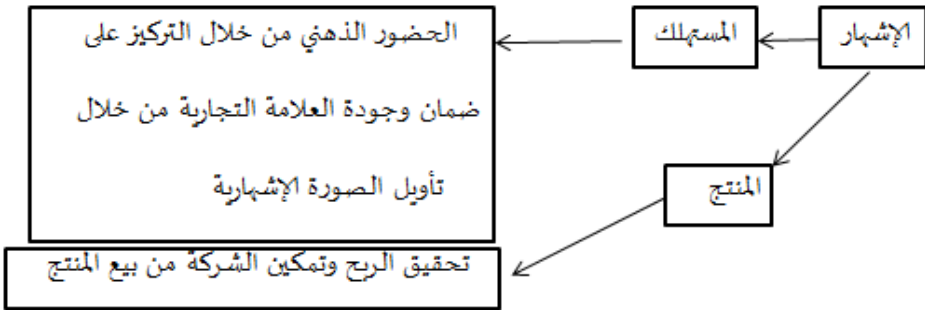 الإشهار
المستهلك
الحضور الذهني من خلال التركيز على
ضمان وجودة العلامة التجارية من خلال
تأويل الصورة الإشهارية
المنتج
تحقيق الربح وتمكين الشركة من بيع المنتج